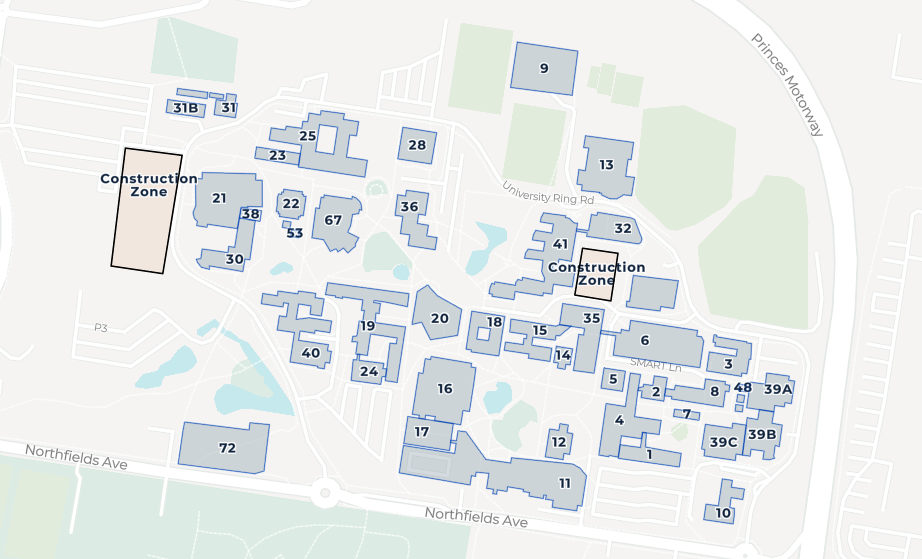 Princes Motorway
9
31B
31
25
28
23
13
Construction
Zone
21
22
38
36
67
53
University Ring Rd
32
41
30
Construction
Zone
P3
19
20
18
15
35
6
40
24
14
SMART Ln
3
16
5
2
8
48
39A
7
4
17
12
39C
39B
72
1
11
10
Northfields Ave
Northfields Ave